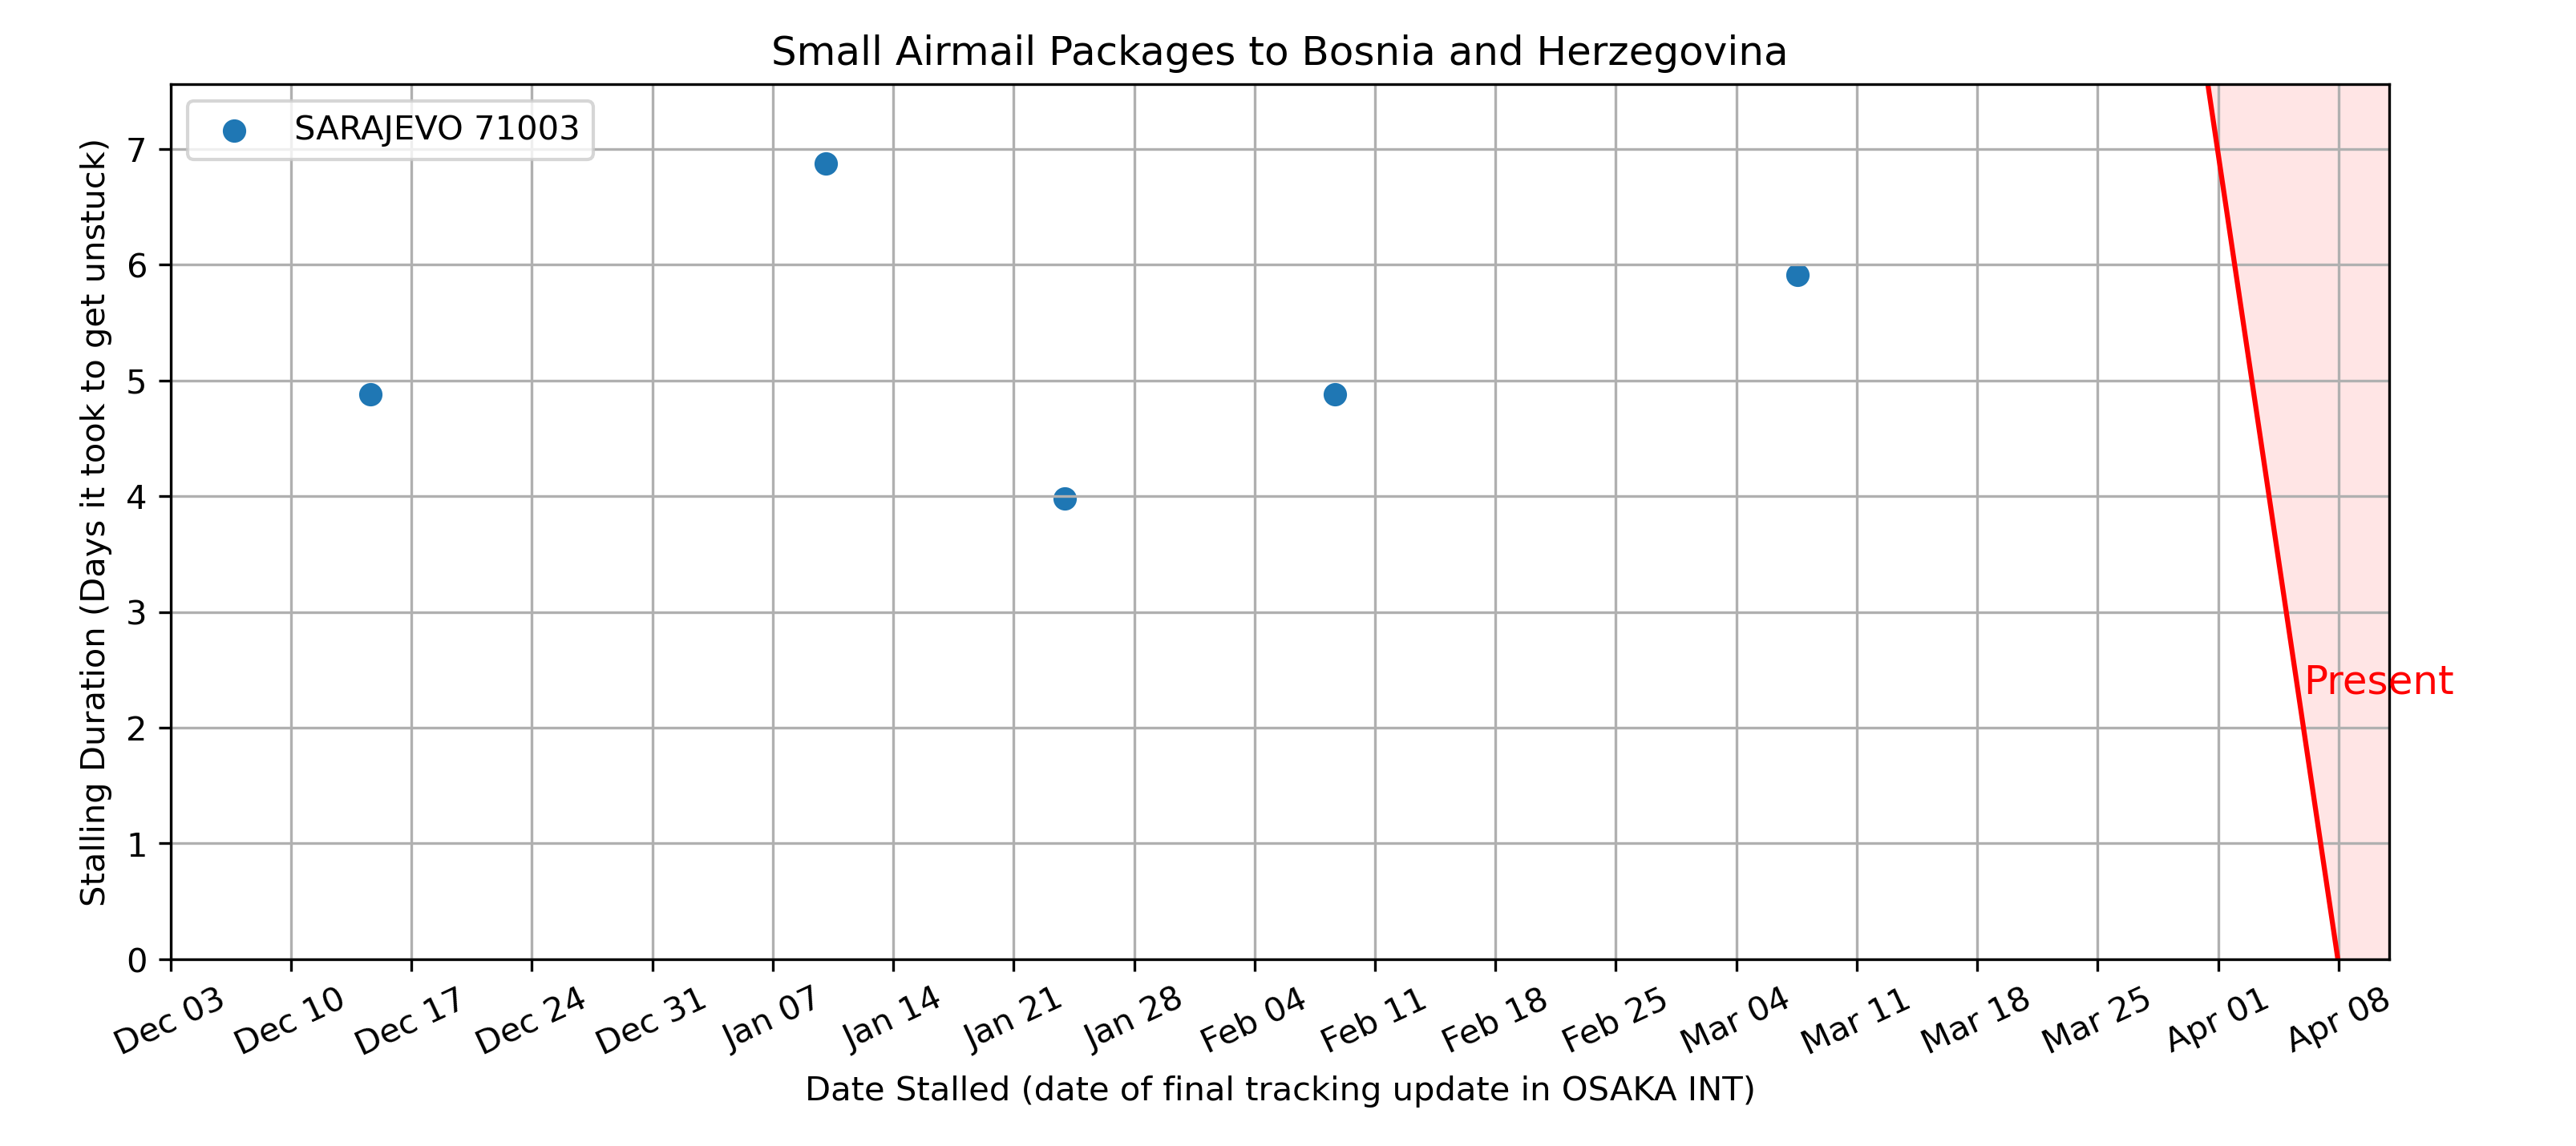 Small Airmail Packages to Bosnia and Herzegovina
SARAJEVO 71003
Stalling Duration (Days it took to get unstuck)
7
6
5
4
3
2
1
0
Present
Dec 03 Dec 10 Dec 17 Dec 24 Dec 31 Jan 07 Jan 14 Jan 21 Jan 28 Feb 04 Feb 11 Feb 18 Feb 25 Mar 04 Mar 11 Mar 18 Mar 25 Apr 01 Apr 08
Date Stalled (date of final tracking update in OSAKA INT)